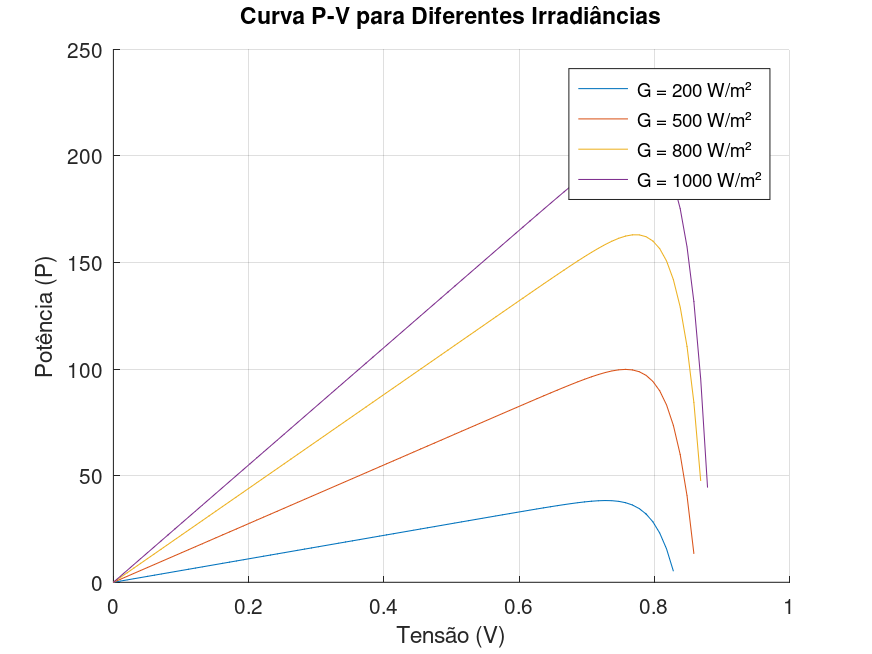 Curva P-V para Diferentes Irradiâncias
250
200
150
100
50
0
Potência (P)
G = 200 W/m²
G = 500 W/m²
G = 800 W/m²
G = 1000 W/m²
0 0.2 0.4 0.6 0.8 1
Tensão (V)